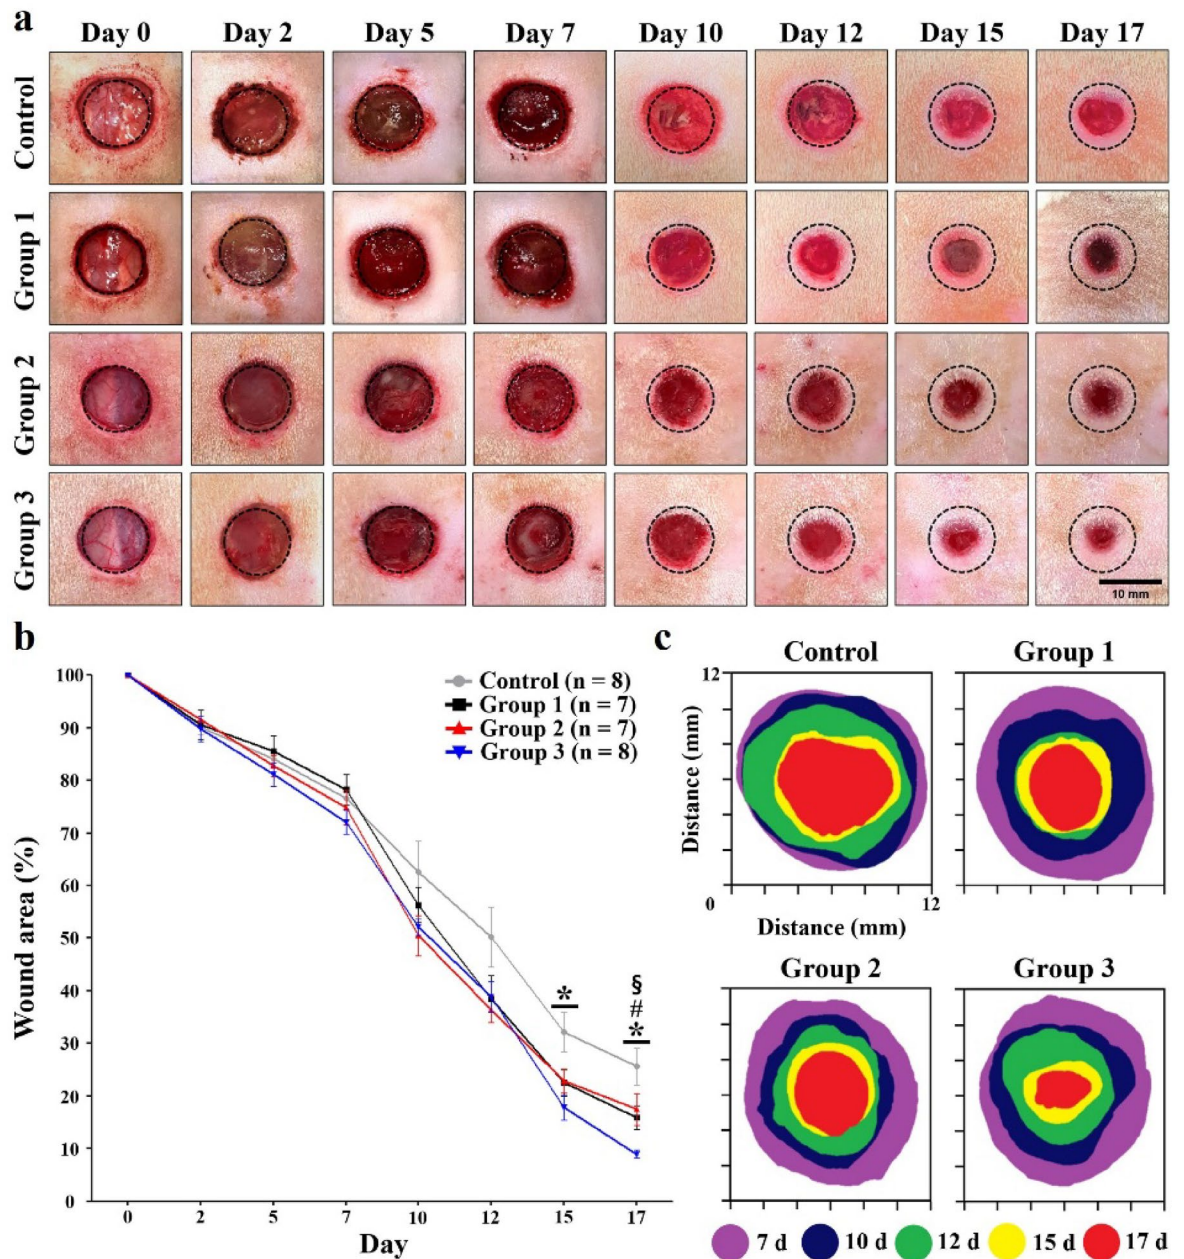 a
Day 0 Day 2 Day 5 Day 7 Day 10 Day 12 Day 15 Day 17
Control
Group 1
Group 2
Group 3
10 mm
b
Wound area (%)
100
90
80
70
60
50
40
30
20
10
0
Control (n = 8)
Group 1 (n = 7)
Group 2 (n = 7)
Group 3 (n = 8)
*
§
#
*
0 2 5 7 10 12 15 17
Day
c
Control Group 1
12
Distance (mm)
0 12
Distance (mm)
Group 2 Group 3
7 d 10 d 12 d 15 d 17 d